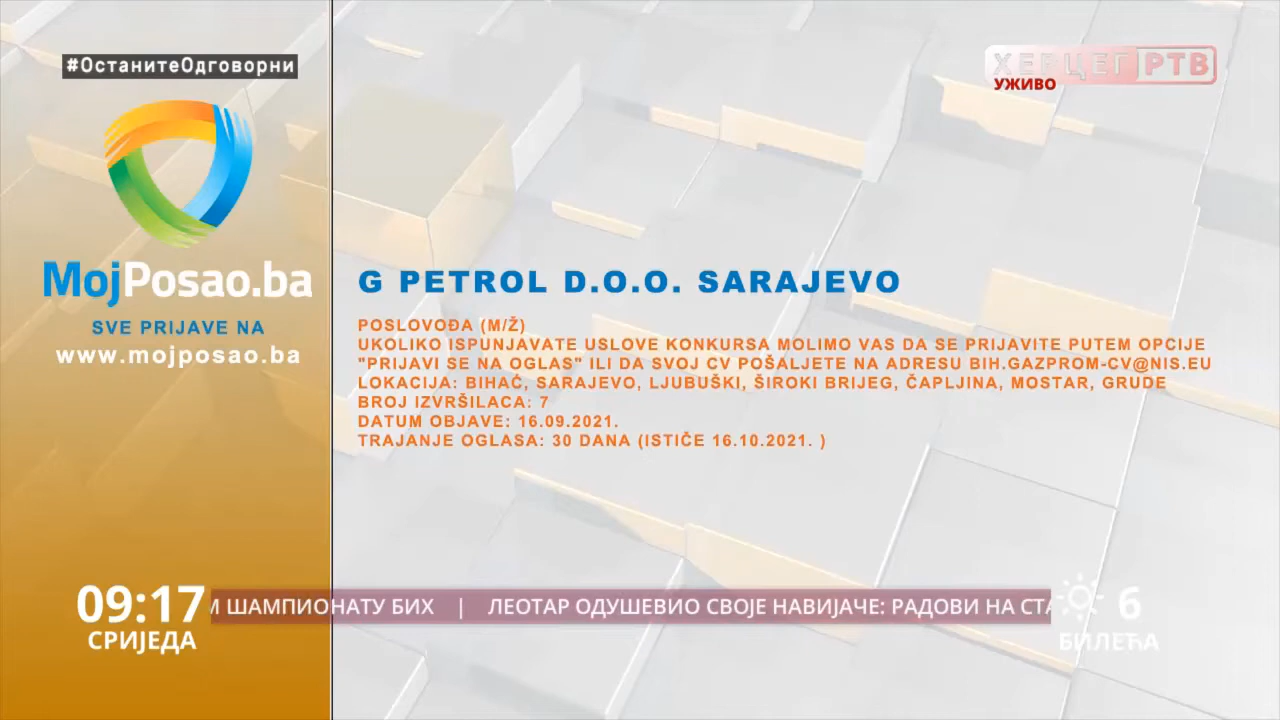 #ОстаنитеОдговорни
ХЕРЦЕГ РТВ
УЖИВО
MojPosao.ba
SVE PRIJAVE NA
www.mojposao.ba
G PETROL D.O.O. SARAJEVO
POSLOVOĐA (M/Ž)
UKOLIKO ISPUNJAVATE USLOVE KONKURSA MOLIMO VAS DA SE PRIJAVITE PUTEM OPCIJE
"PRIJAVI SE NA OGLAS" ILI DA SVOJ CV POŠALJETE NA ADRESU BIH.GAZPROM-CV@NIS.EU
LOKACIJA: BIHAĆ, SARAJEVO, LJUBUŠKI, ŠIROKI BRIJEG, ČAPLJINA, MOSTAR, GRUDE
BROJ IZVRŠILACA: 7
DATUM OBJAVE: 16.09.2021.
TRAJANJE OGLASA: 30 DANA (ISTIČE 16.10.2021. )
09:17
СРИЈЕДА
М ШАМПИОНАТУ БИХ | ЛЕОТАР ОДУШЕВИО СВОЈЕ НАВИЈАЧЕ: РАДОВИ НА СТА
6
БИЛЕЋА